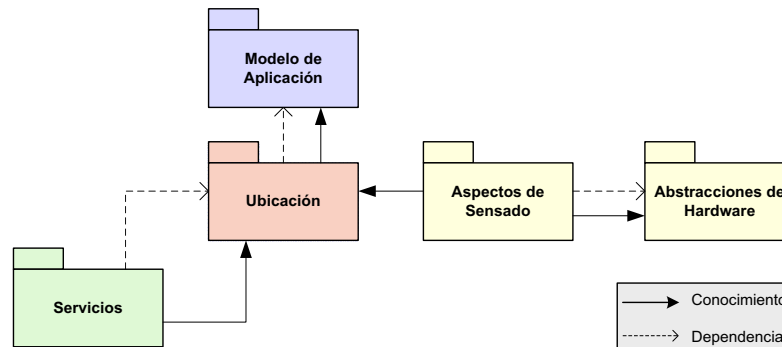 Modelo de
Aplicación
Ubicación
Aspectos de
Sensado
Abstracciones de
Hardware
Servicios
Conocimiento
Dependencia